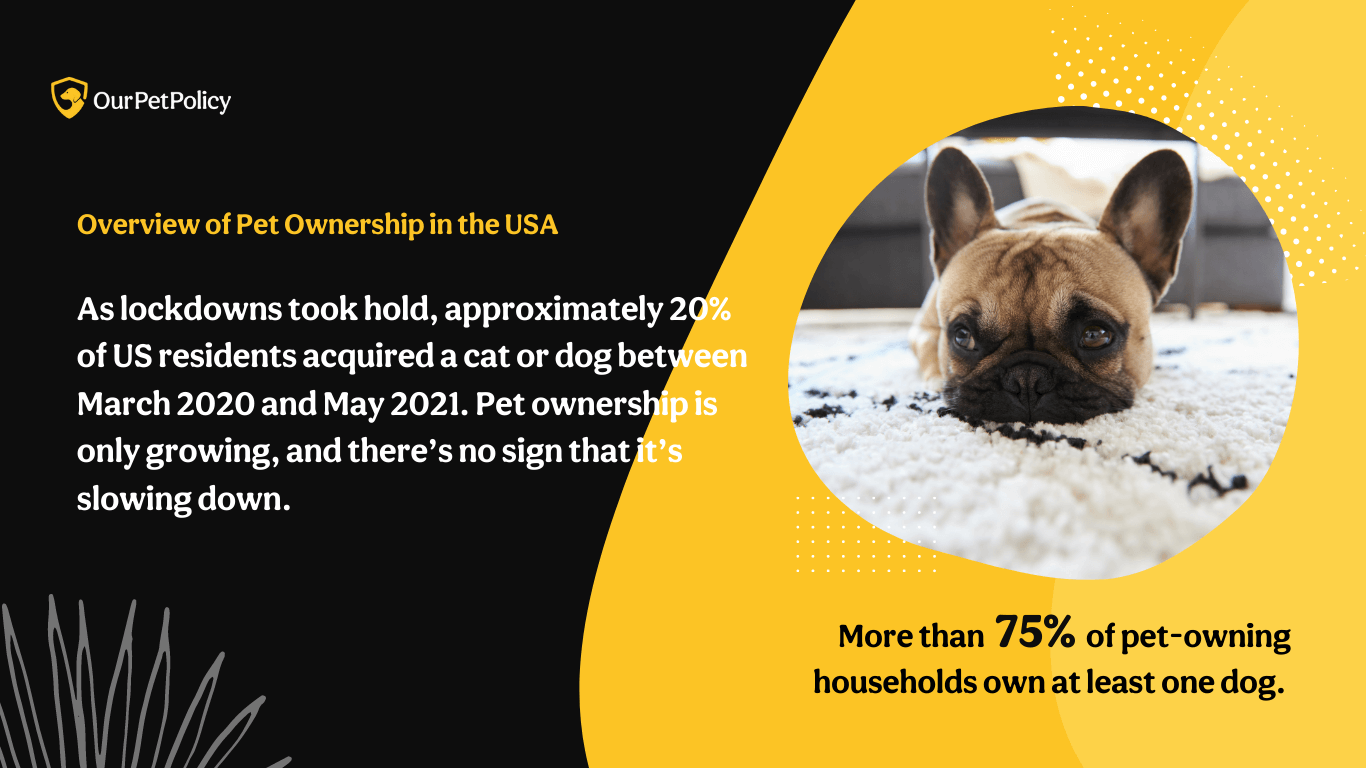 OurPetPolicy
Overview of Pet Ownership in the USA
As lockdowns took hold, approximately 20%
of US residents acquired a cat or dog between
March 2020 and May 2021. Pet ownership is
only growing, and there’s no sign that it’s
slowing down.
More than 75% of pet-owning
households own at least one dog.